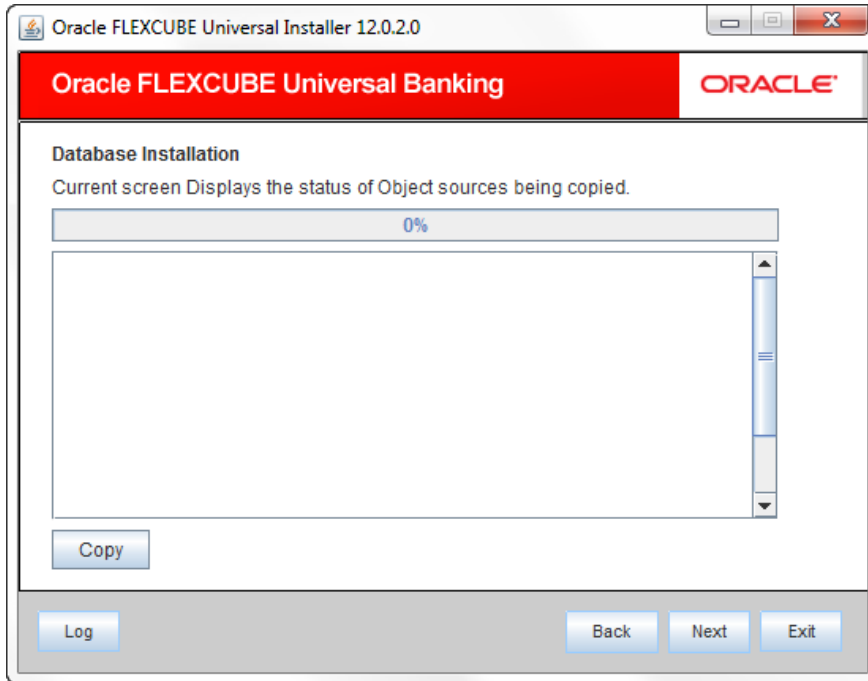 Oracle FLEXCUBE Universal Installer 12.0.2.0
Oracle FLEXCUBE Universal Banking
ORACLE
Database Installation
Current screen Displays the status of Object sources being copied.
0%
Copy
Log
Back
Next
Exit